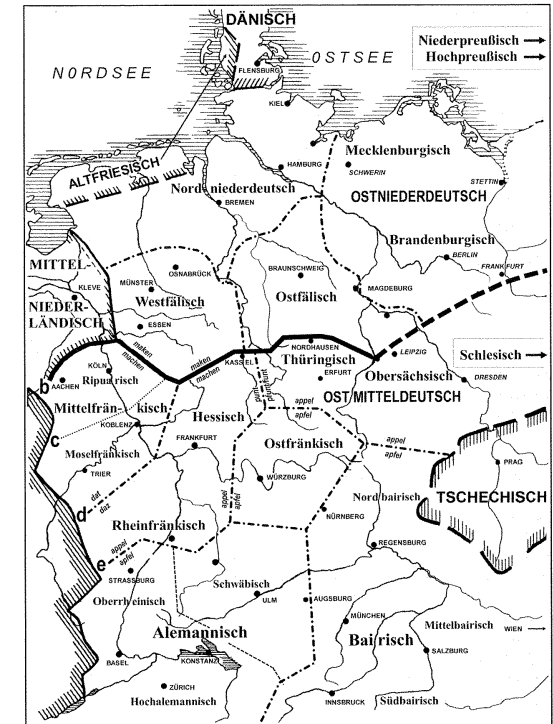 DÄNISCH
Niederpreußisch
Hochpreußisch
NORDSEE
OSTSEE
FLENSBURG
KIEL
Mecklenburgisch
HAMBURG
SCHWERIN
STETTIN
ALTFRIESISCH
Nordniederdeutsch
OSTNIEDERDEUTSCH
BREMEN
Brandenburgisch
BERLIN
MITTEL-
OSNABRÜCK
BRAUNSCHWEIG
FRANKFURT
KLEVE
MÜNSTER
Westfälisch
Ostfälisch
MAGDEBURG
NIEDER-
LÄNDISCH
ESSEN
maken
machen
maken
machen
NORDHAUSEN
KASSEL
Thüringisch
LEIPZIG
Schlesisch
b
KÖLN
Ripuarisch
AACHEN
ERFURT
Obersächsisch
DRESDEN
OSTMITTELDEUTSCH
Mittelfränkisch
Hessisch
appel
apfel
c
KOBLENZ
Moselfränkisch
FRANKFURT
Ostfränkisch
appel
apfel
PRAG
TRIER
WÜRZBURG
appel
apfel
Nordbairisch
TSCHECHISCH
dat
daz
d
Rheinfränkisch
NÜRNBERG
appel
apfel
e
REGENSBURG
STRASSBURG
Schwäbisch
Oberrheinisch
ULM
AUGSBURG
MÜNCHEN
Mittelbairisch
WIEN
Alemannisch
Bairisch
BASEL
KONSTANZ
SALZBURG
ZÜRICH
INNSBRUCK
Südbairisch
Hochalemannisch